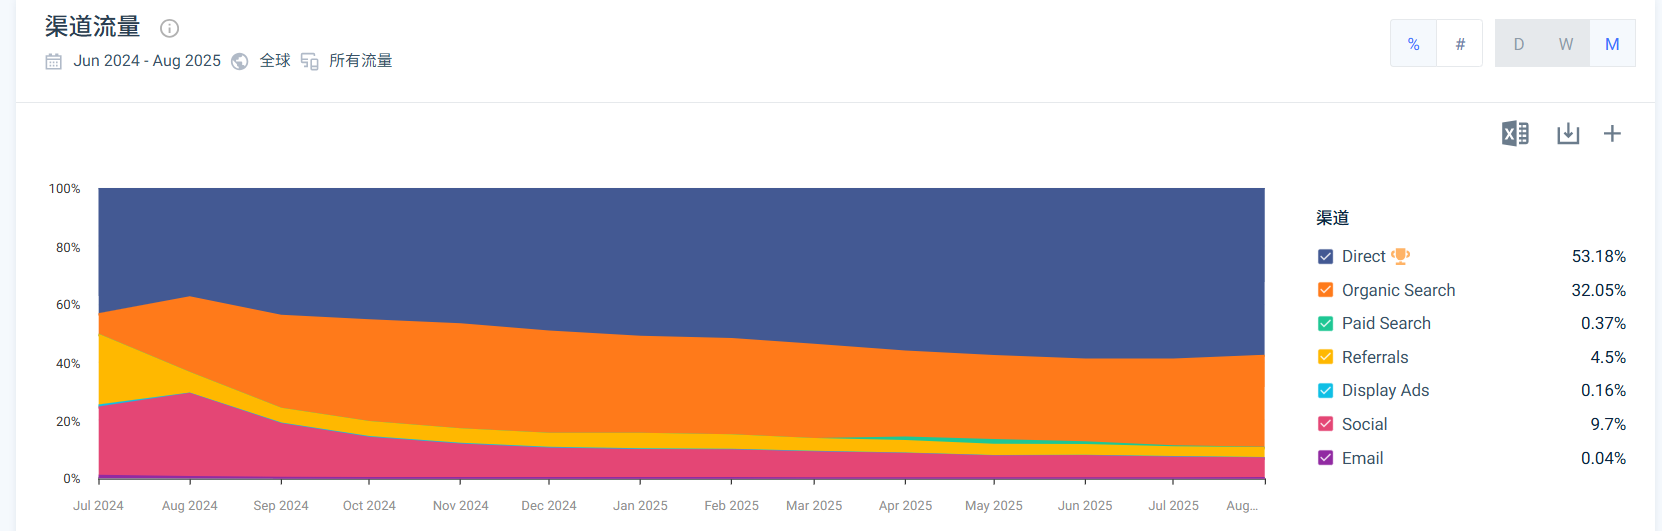 渠道流量
Jun 2024 - Aug 2025 全球 所有流量
% # D W M
100%
80%
60%
40%
20%
0%
Jul 2024 Aug 2024 Sep 2024 Oct 2024 Nov 2024 Dec 2024 Jan 2025 Feb 2025 Mar 2025 Apr 2025 May 2025 Jun 2025 Jul 2025 Aug...
渠道
Direct 53.18%
Organic Search 32.05%
Paid Search 0.37%
Referrals 4.5%
Display Ads 0.16%
Social 9.7%
Email 0.04%